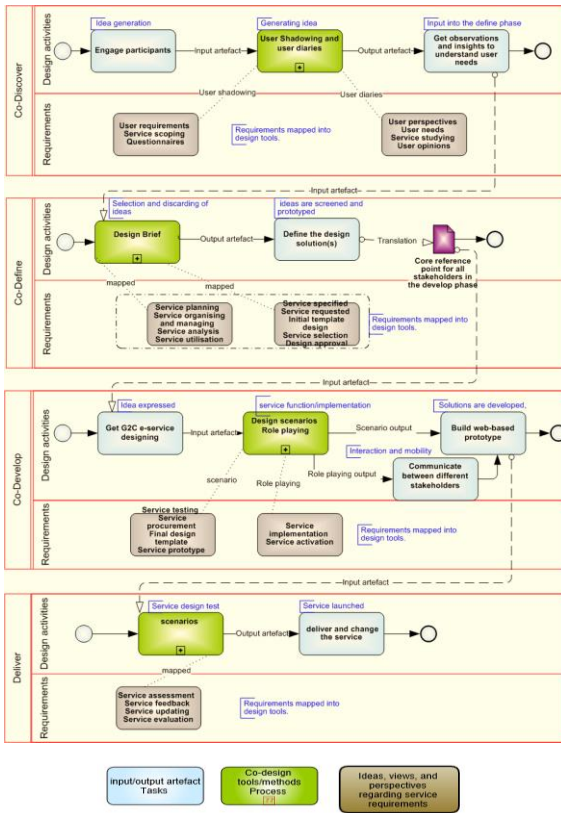 Co-Discover
Design activities
Idea generation
Engage participants
Input artefact
Generating idea
User Shadowing and
user diaries
Output artefact
Input into the define phase
Get observations
and insights to
understand user
needs
Requirements
User shadowing
User diaries
User requirements
Service scoping
Questionnaires
Requirements mapped into
design tools.
User perspectives
User needs
Service studying
User opinions
Input artefact
Co-Define
Design activities
Selection and discarding of
ideas
Design Brief
Output artefact
ideas are screened and
prototyped
Define the design
solution(s)
Translation
Core reference
point for all
stakeholders in
the develop phase
Requirements
mapped
mapped
Service planning
Service organising
and managing
Service analysis
Service utilisation
Service specified
Service requested
Initial template
design
Service selection
Design approval
Requirements mapped into
design tools.
Input artefact
Co-Develop
Design activities
Idea expressed
Get G2C e-service
designing
Input artefact
service function/implementation
Design scenarios
Role playing
Scenario output
Solutions are developed,
Build web-based
prototype
Role playing output
Interaction and mobility
Communicate
between different
stakeholders
Requirements
scenario
Role playing
Service testing
Service
procurement
Final design
template
Service prototype
Service
implementation
Service activation
Requirements mapped into
design tools.
Input artefact
Deliver
Design activities
Service design test
scenarios
Output artefact
Service launched
deliver and change
the service
Requirements
mapped
Service assessment
Service feedback
Service updating
Service evaluation
Requirements mapped into
design tools.
input/output artefact
Tasks
Co-design
tools/methods
Process
Ideas, views, and
perspectives
regarding service
requirements